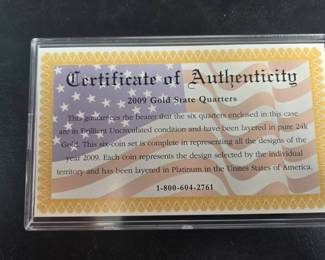 Certificate of Authenticity
2009 Gold State Quarters
This guarantees the bearer that the six quarters enclosed in this case
are in Brilliant Uncirculated condition and have been layered in pure 24k
Gold. This six-coin set is complete in representing all the designs of the
year 2009. Each coin represents the design selected by the individual
territory and has been layered in Platinum in the Unites States of America.
1-800-604-2761